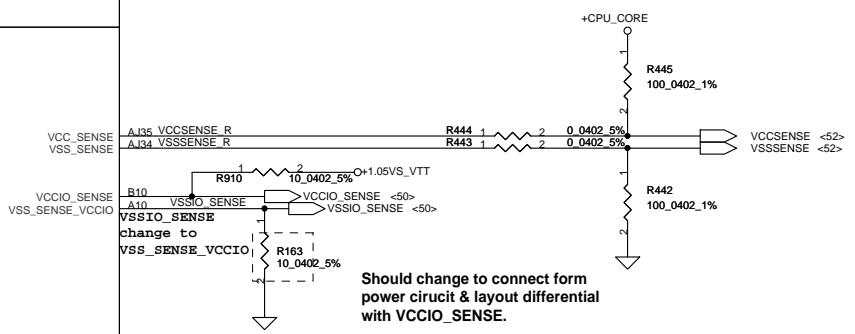 +CPU_CORE
1
R445
100_0402_1%
2
VCC_SENSE AJ35 VCCSENSE_R R444 1 2 0_0402_5% VCCSENSE <52>
VSS_SENSE AJ34 VSSSENSE_R R443 1 2 0_0402_5% VSSSENSE <52>
1 2 +1.05VS_VTT
R910 10_0402_5%
VCCIO_SENSE B10 VCCIO_SENSE <50>
VSS_SENSE_VCCIO A10 VSSIO_SENSE VSSIO_SENSE <50>
1
R442
100_0402_1%
2
VSSIO_SENSE
change to
VSS_SENSE_VCCIO
1
R163
10_0402_5%
2
Should change to connect form
power cirucit & layout differential
with VCCIO_SENSE.